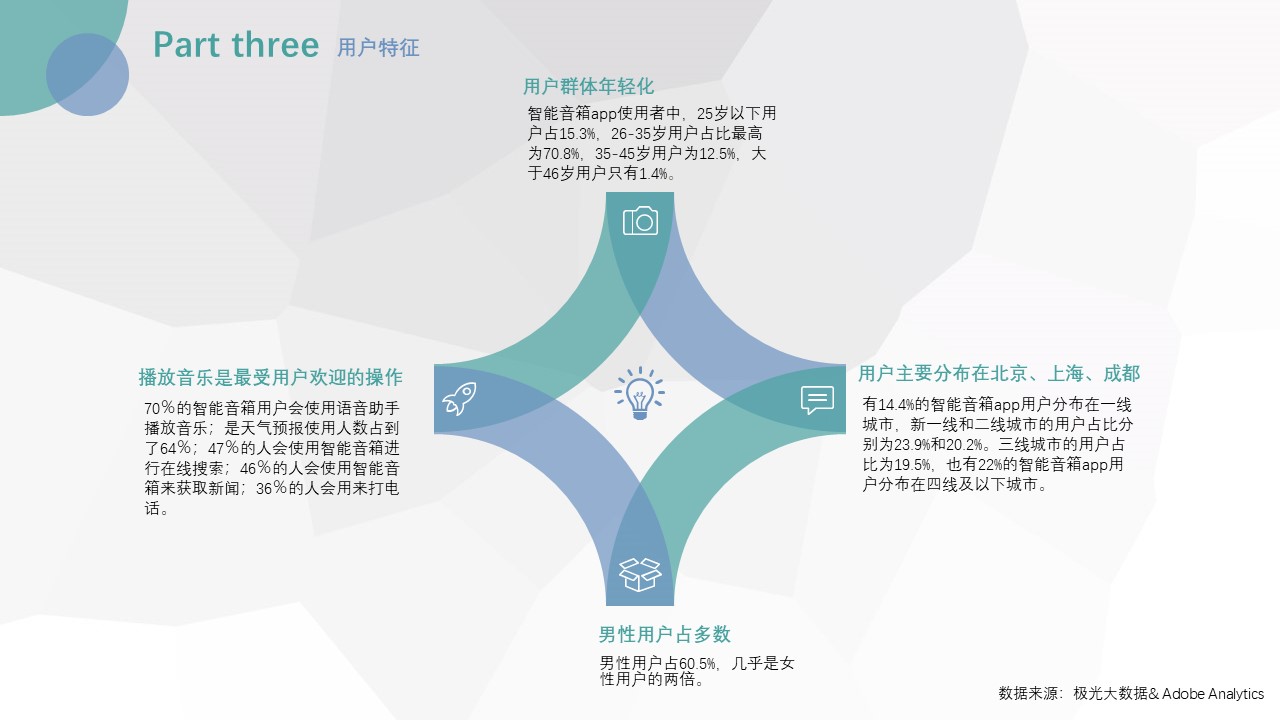 Part three 用户特征
用户群体年轻化
智能音箱app使用者中，25岁以下用
户占15.3%，26-35岁用户占比最高
为70.8%，35-45岁用户为12.5%，大
于46岁用户只有1.4%。
播放音乐是最受用户欢迎的操作
70％的智能音箱用户会使用语音助手
播放音乐；是天气预报使用人数占到
了64％；47％的人会使用智能音箱进
行在线搜索；46％的人会使用智能音
箱来获取新闻；36％的人会用来打电
话。
用户主要分布在北京、上海、成都
有14.4%的智能音箱app用户分布在一线
城市，新一线和二线城市的用户占比分
别为23.9%和20.2%。三线城市的用户占
比为19.5%，也有22%的智能音箱app用
户分布在四线及以下城市。
男性用户占多数
男性用户占60.5%，几乎是女
性用户的两倍。
数据来源：极光大数据& Adobe Analytics